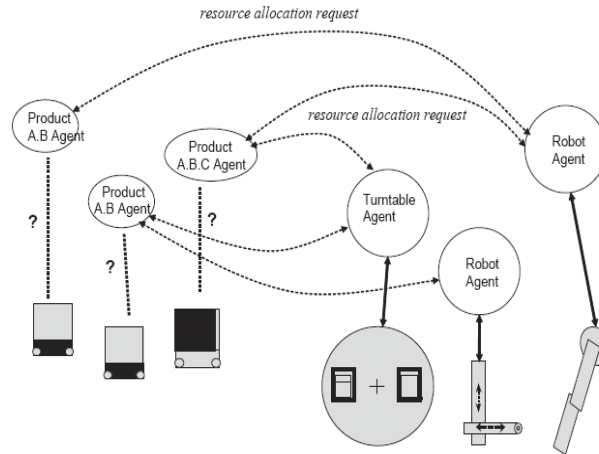 resource allocation request
Product
A.B Agent
Product
A.B.C Agent
resource allocation request
Robot
Agent
Product
A.B Agent
Turntable
Agent
?
?
?
Robot
Agent